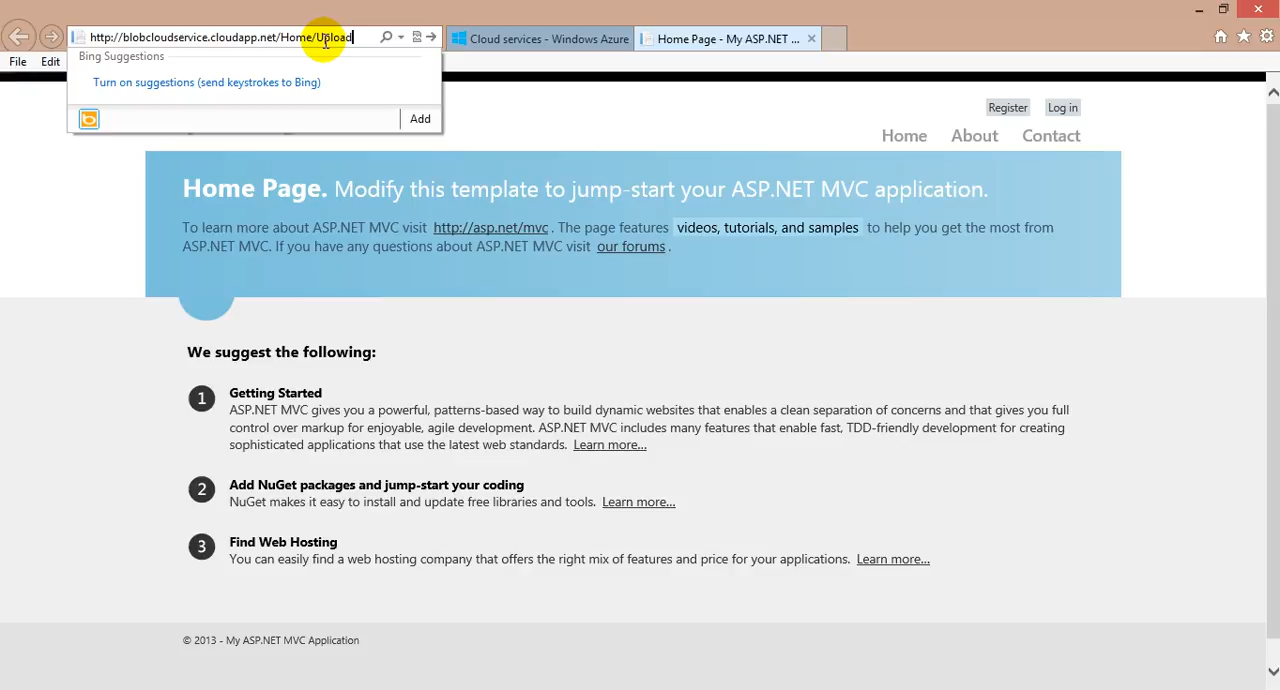 http://blobcloudservice.cloudapp.net/Home/Upload
Cloud services - Windows Azure
Home Page - My ASP.NET ...
File Edit
Bing Suggestions
Turn on suggestions (send keystrokes to Bing)
Add
Register Log in
Home About Contact
Home Page. Modify this template to jump-start your ASP.NET MVC application.
To learn more about ASP.NET MVC visit http://asp.net/mvc . The page features videos, tutorials, and samples to help you get the most from
ASP.NET MVC. If you have any questions about ASP.NET MVC visit our forums .
We suggest the following:
1 Getting Started
ASP.NET MVC gives you a powerful, patterns-based way to build dynamic websites that enables a clean separation of concerns and that gives you full
control over markup for enjoyable, agile development. ASP.NET MVC includes many features that enable fast, TDD-friendly development for creating
sophisticated applications that use the latest web standards. Learn more...
2 Add NuGet packages and jump-start your coding
NuGet makes it easy to install and update free libraries and tools. Learn more...
3 Find Web Hosting
You can easily find a web hosting company that offers the right mix of features and price for your applications. Learn more...
© 2013 - My ASP.NET MVC Application